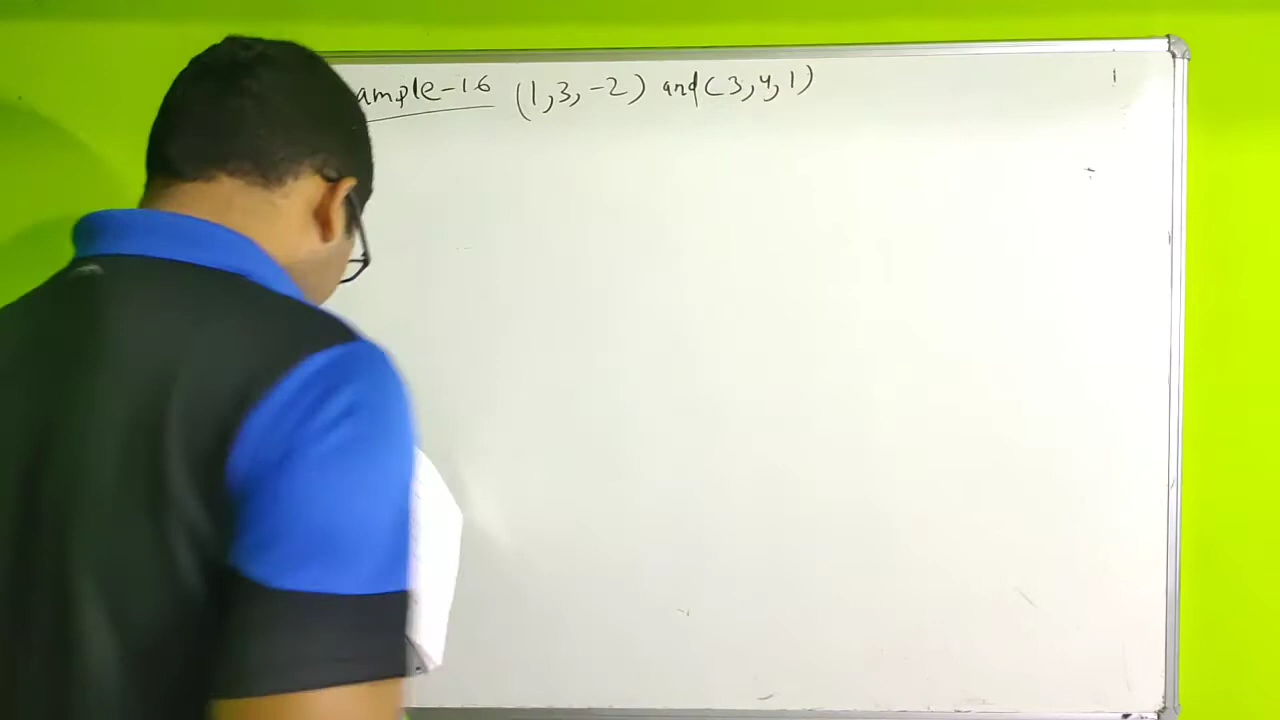 ample-16 (1,3,-2) and (3,4,1)